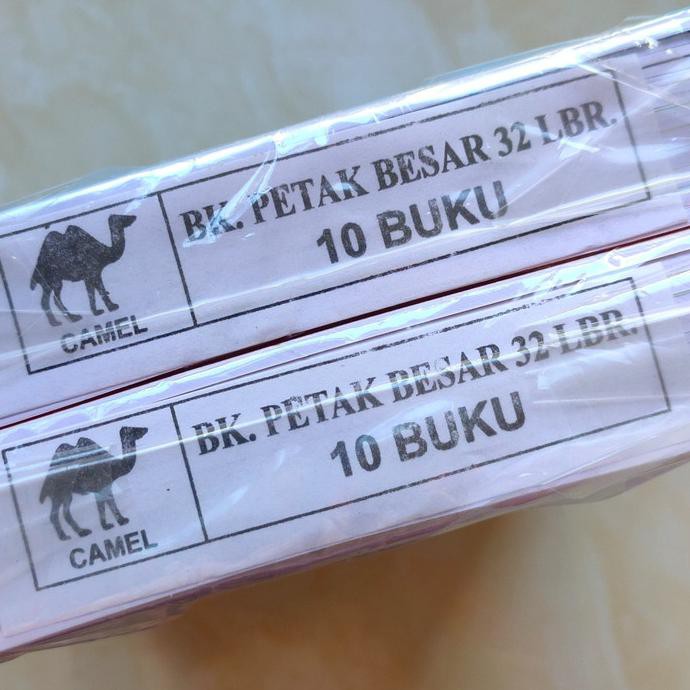 BK. PETAK BESAR 32 LBR.
10 BUKU
CAMEL
BK. PETAK BESAR 32 LBR.
10 BUKU
CAMEL